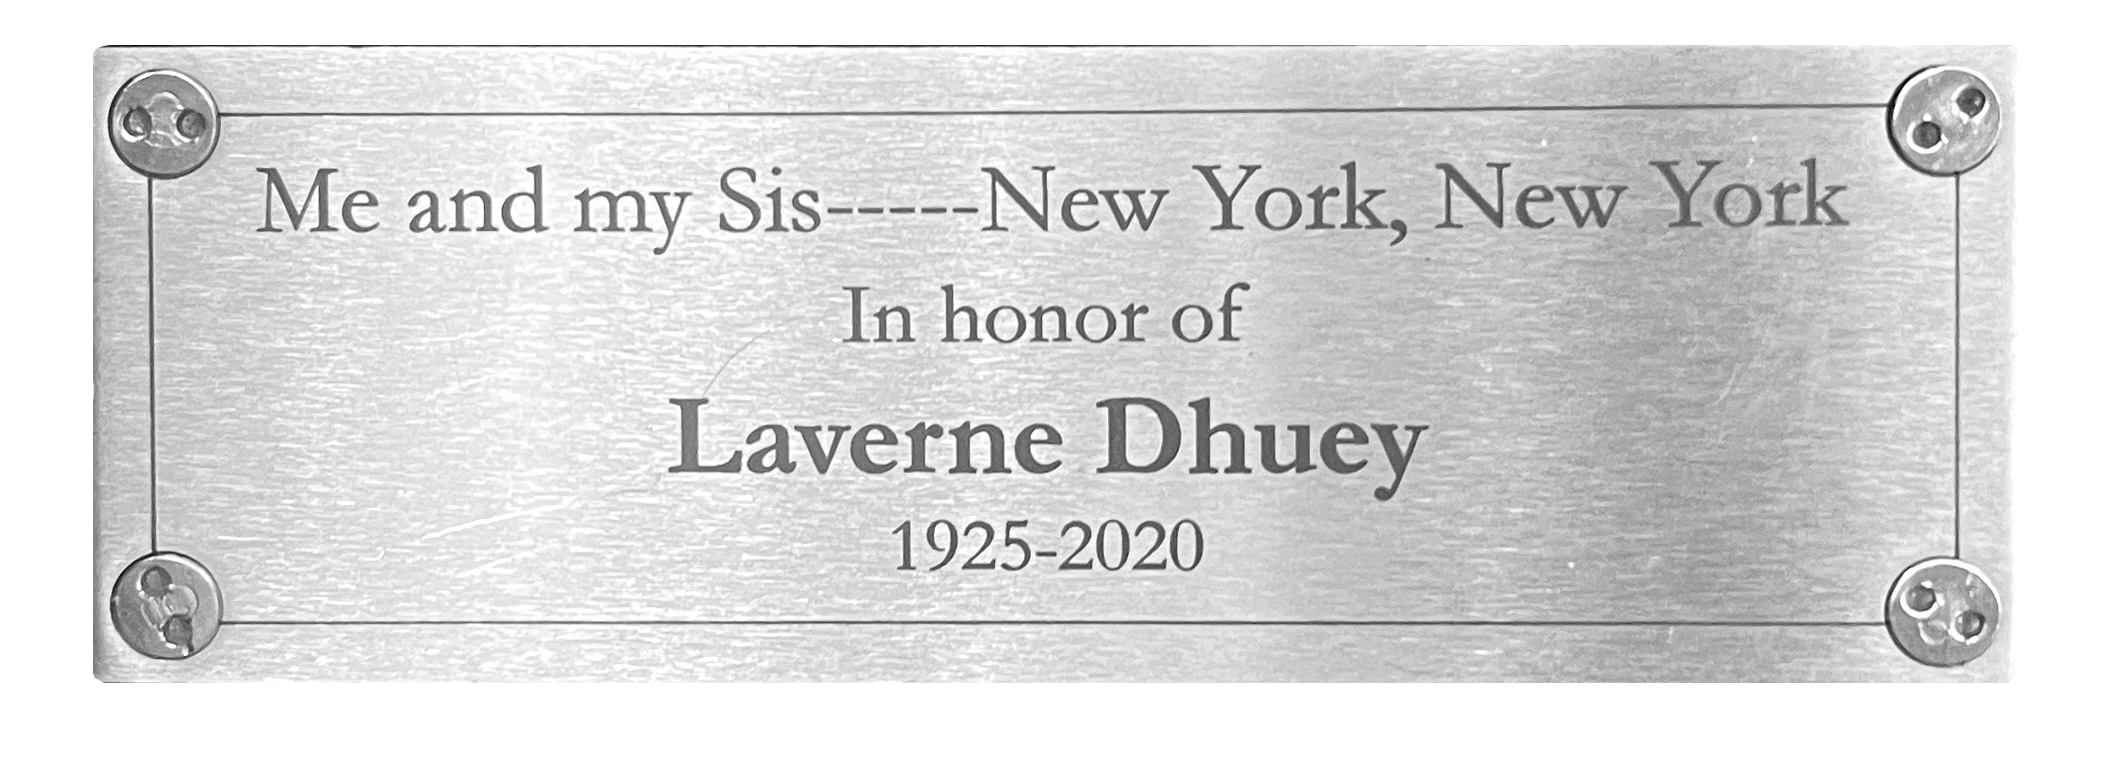 Me and my Sis-----New York, New York
In honor of
Laverne Dhuey
1925-2020